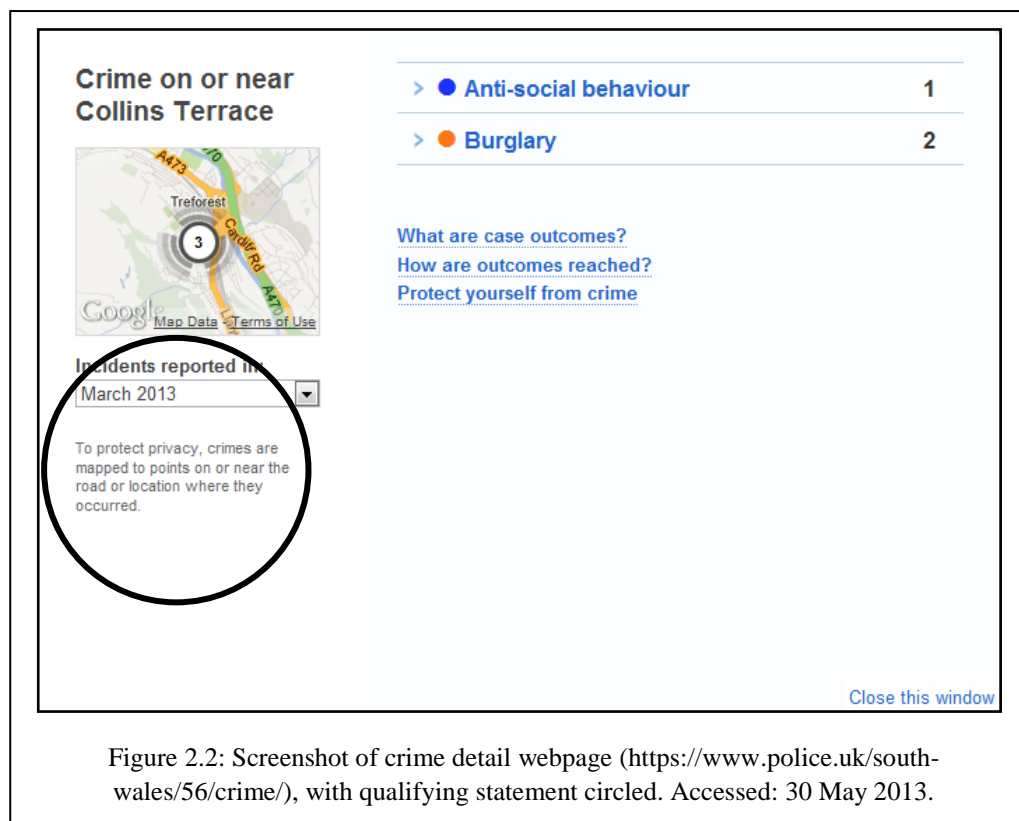 Crime on or near
Collins Terrace
A473
A470
Treforest
3
Cardiff Rd
A470
Google
Map Data - Terms of Use
Incidents reported in:
March 2013
To protect privacy, crimes are
mapped to points on or near the
road or location where they
occurred.
> Anti-social behaviour 1
> Burglary 2
What are case outcomes?
How are outcomes reached?
Protect yourself from crime
Close this window
Figure 2.2: Screenshot of crime detail webpage (https://www.police.uk/south-
wales/56/crime/), with qualifying statement circled. Accessed: 30 May 2013.